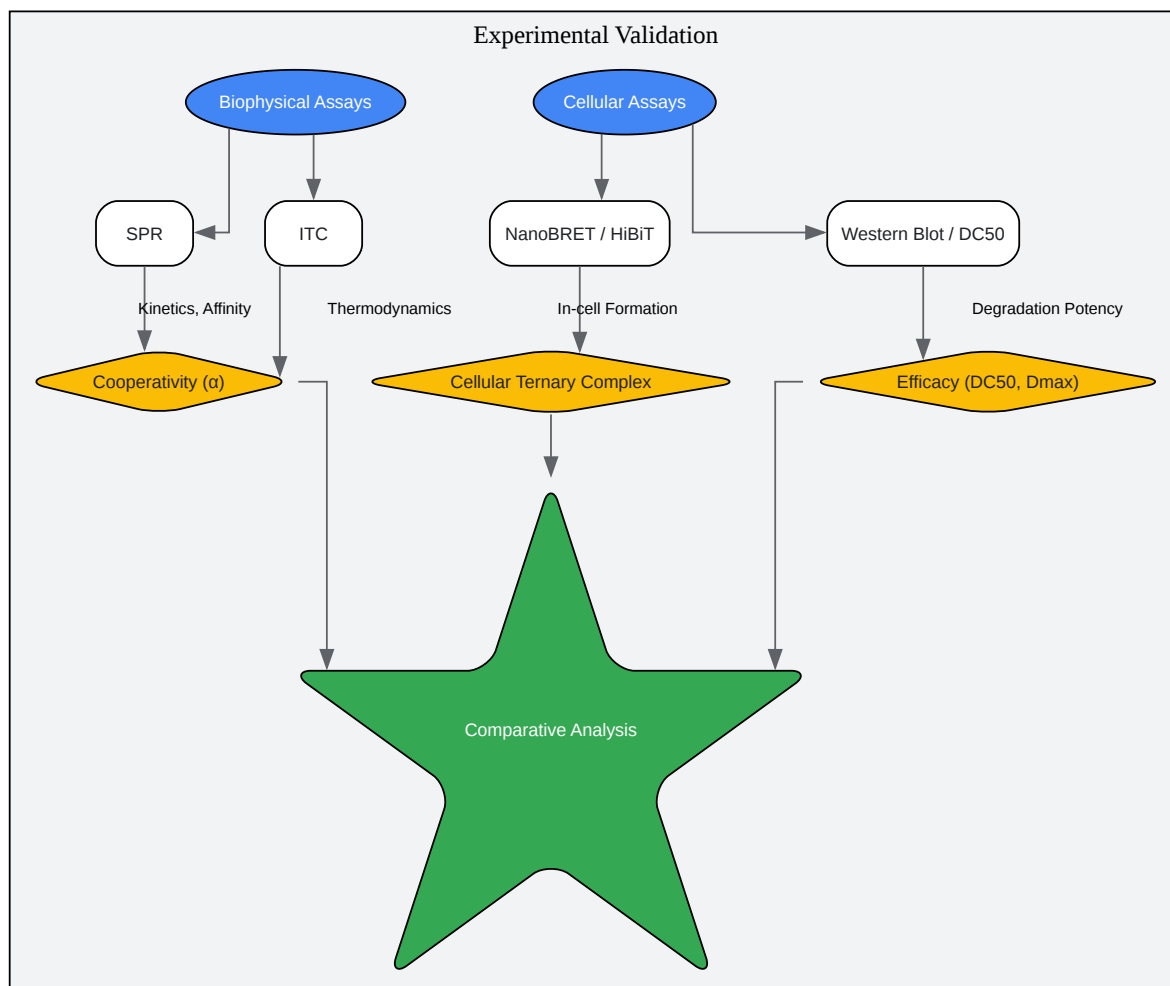 Experimental Validation
Biophysical Assays
Cellular Assays
SPR
ITC
NanoBRET / HiBiT
Western Blot / DC50
Kinetics, Affinity
Thermodynamics
In-cell Formation
Degradation Potency
Cooperativity (α)
Cellular Ternary Complex
Efficacy (DC50, Dmax)
Comparative Analysis